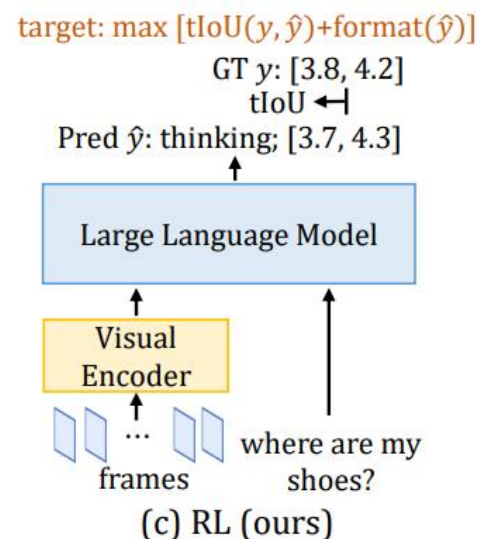 target: max [tIoU(y, ŷ)+format(ŷ)]
GT y: [3.8, 4.2]
tIoU
Pred ŷ: thinking; [3.7, 4.3]
Large Language Model
Visual
Encoder
...
frames
where are my
shoes?
(c) RL (ours)